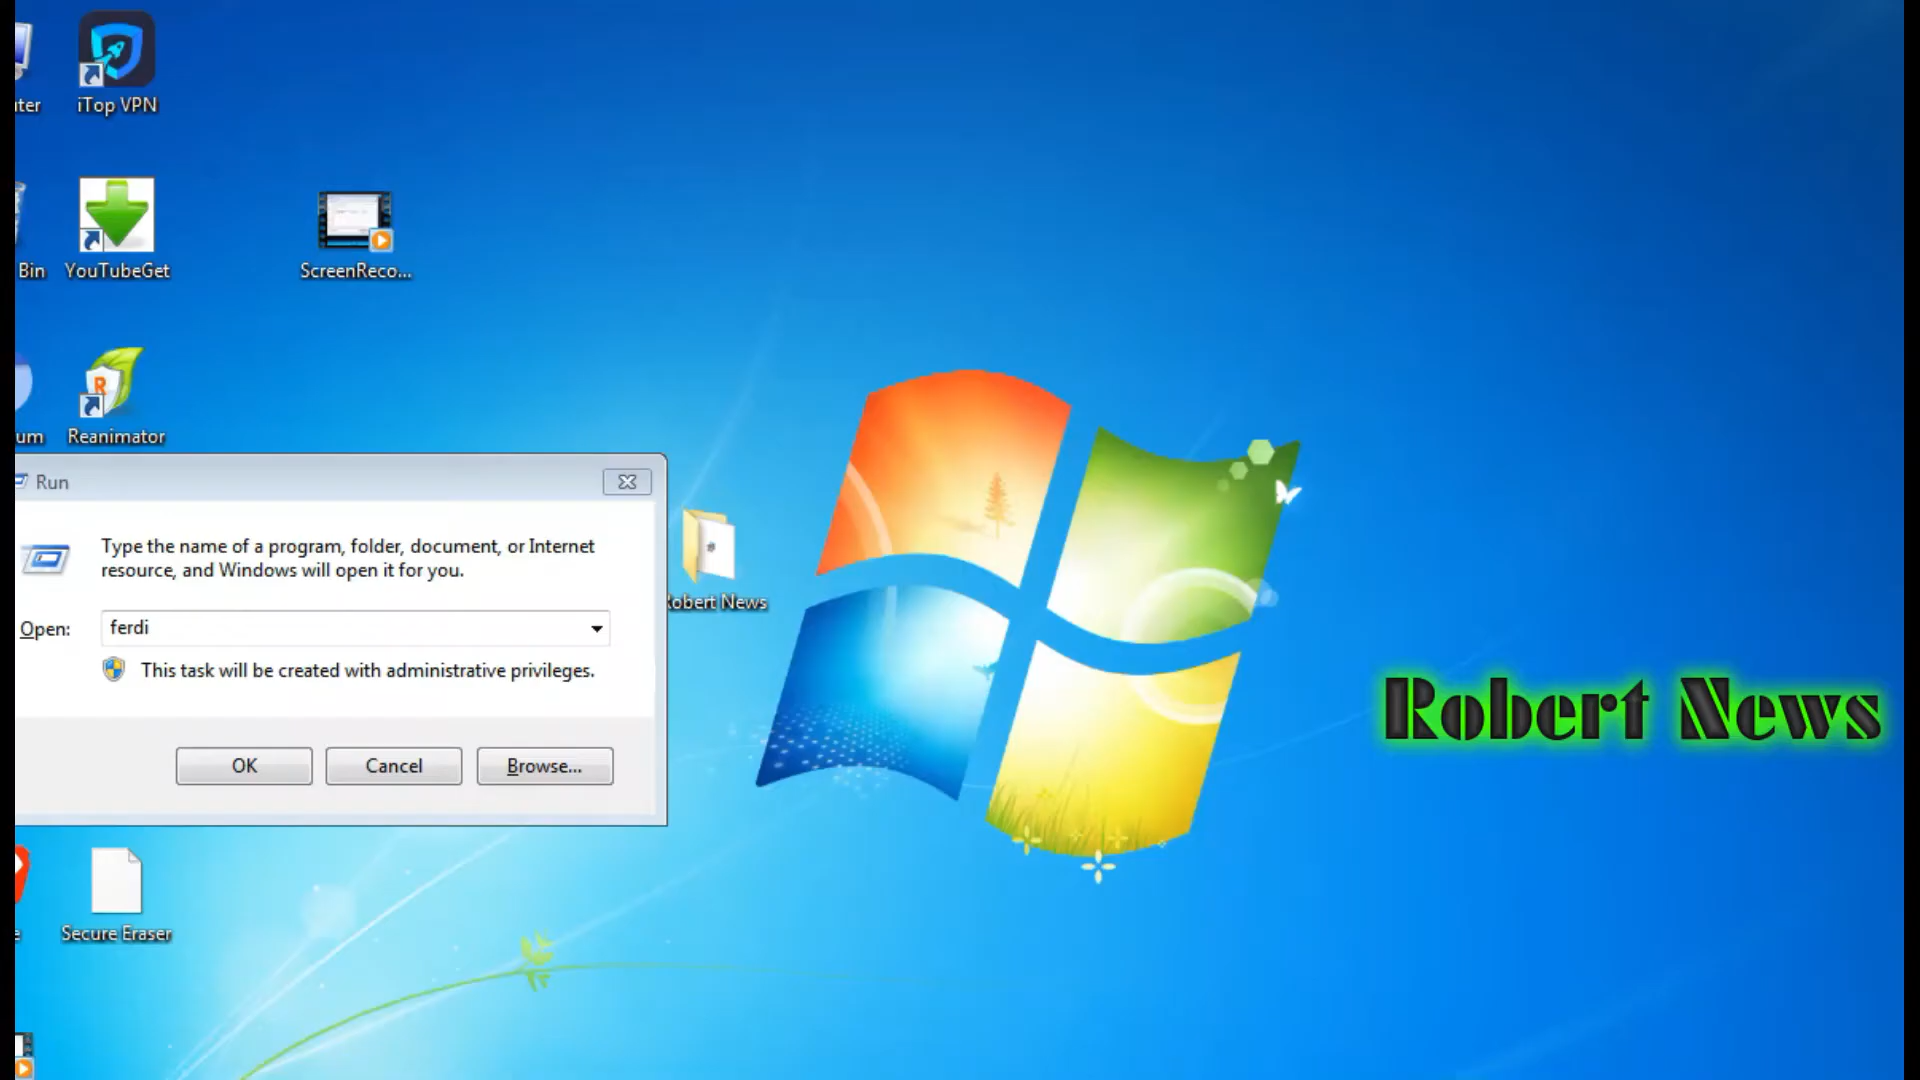 ter
iTop VPN
Bin
YouTubeGet
ScreenReco...
um
Reanimator
Run
Type the name of a program, folder, document, or Internet
resource, and Windows will open it for you.
Open:
ferdi
This task will be created with administrative privileges.
OK
Cancel
Browse...
Robert News
Robert News
e
Secure Eraser